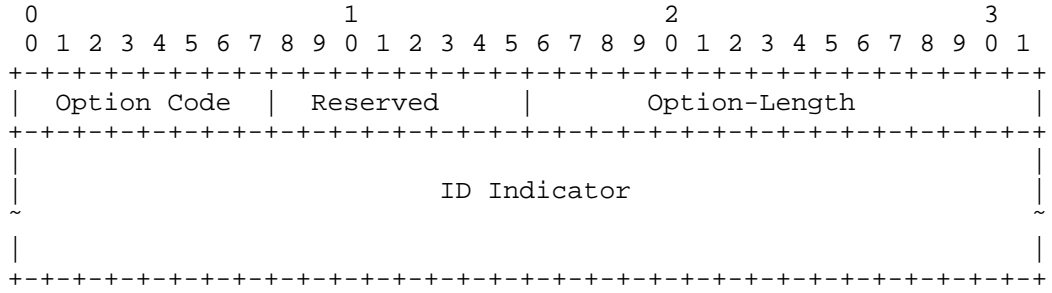 0                   1                   2                   3
 0 1 2 3 4 5 6 7 8 9 0 1 2 3 4 5 6 7 8 9 0 1 2 3 4 5 6 7 8 9 0 1
+-+-+-+-+-+-+-+-+-+-+-+-+-+-+-+-+-+-+-+-+-+-+-+-+-+-+-+-+-+-+-+-+
|  Option Code  |  Reserved     |       Option-Length           |
+-+-+-+-+-+-+-+-+-+-+-+-+-+-+-+-+-+-+-+-+-+-+-+-+-+-+-+-+-+-+-+-+
|                                                               |
|                          ID Indicator                         |
~                                                               ~
|                                                               |
+-+-+-+-+-+-+-+-+-+-+-+-+-+-+-+-+-+-+-+-+-+-+-+-+-+-+-+-+-+-+-+-+